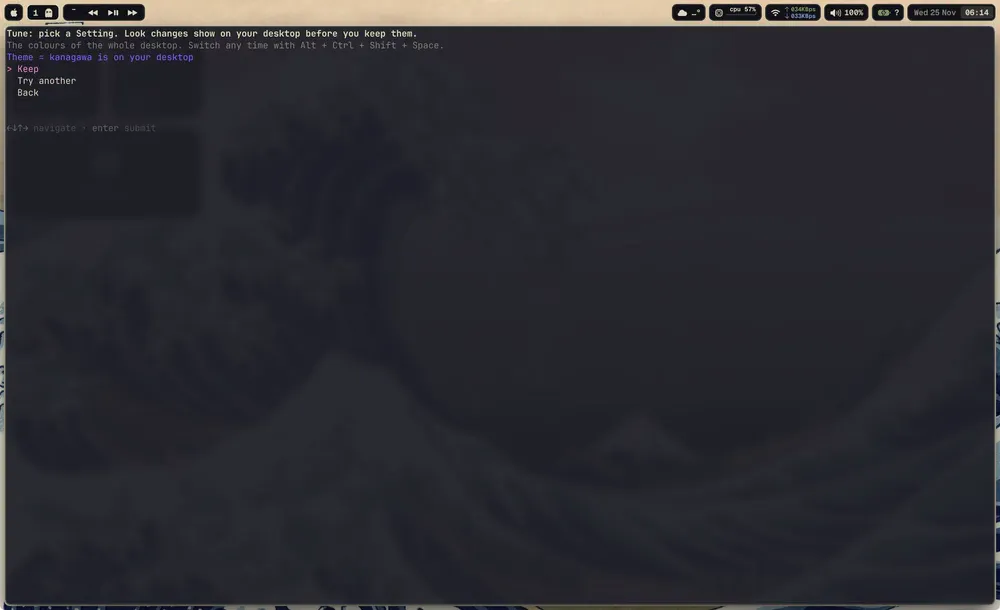 1
cpu 57%
↑ 034KBps
↓ 033KBps
100%
?
Wed 25 Nov 06:14
Tune: pick a Setting. Look changes show on your desktop before you keep them.
The colours of the whole desktop. Switch any time with Alt + Ctrl + Shift + Space.
Theme = kanagawa is on your desktop
> Keep
Try another
Back
←↓↑→ navigate · enter submit